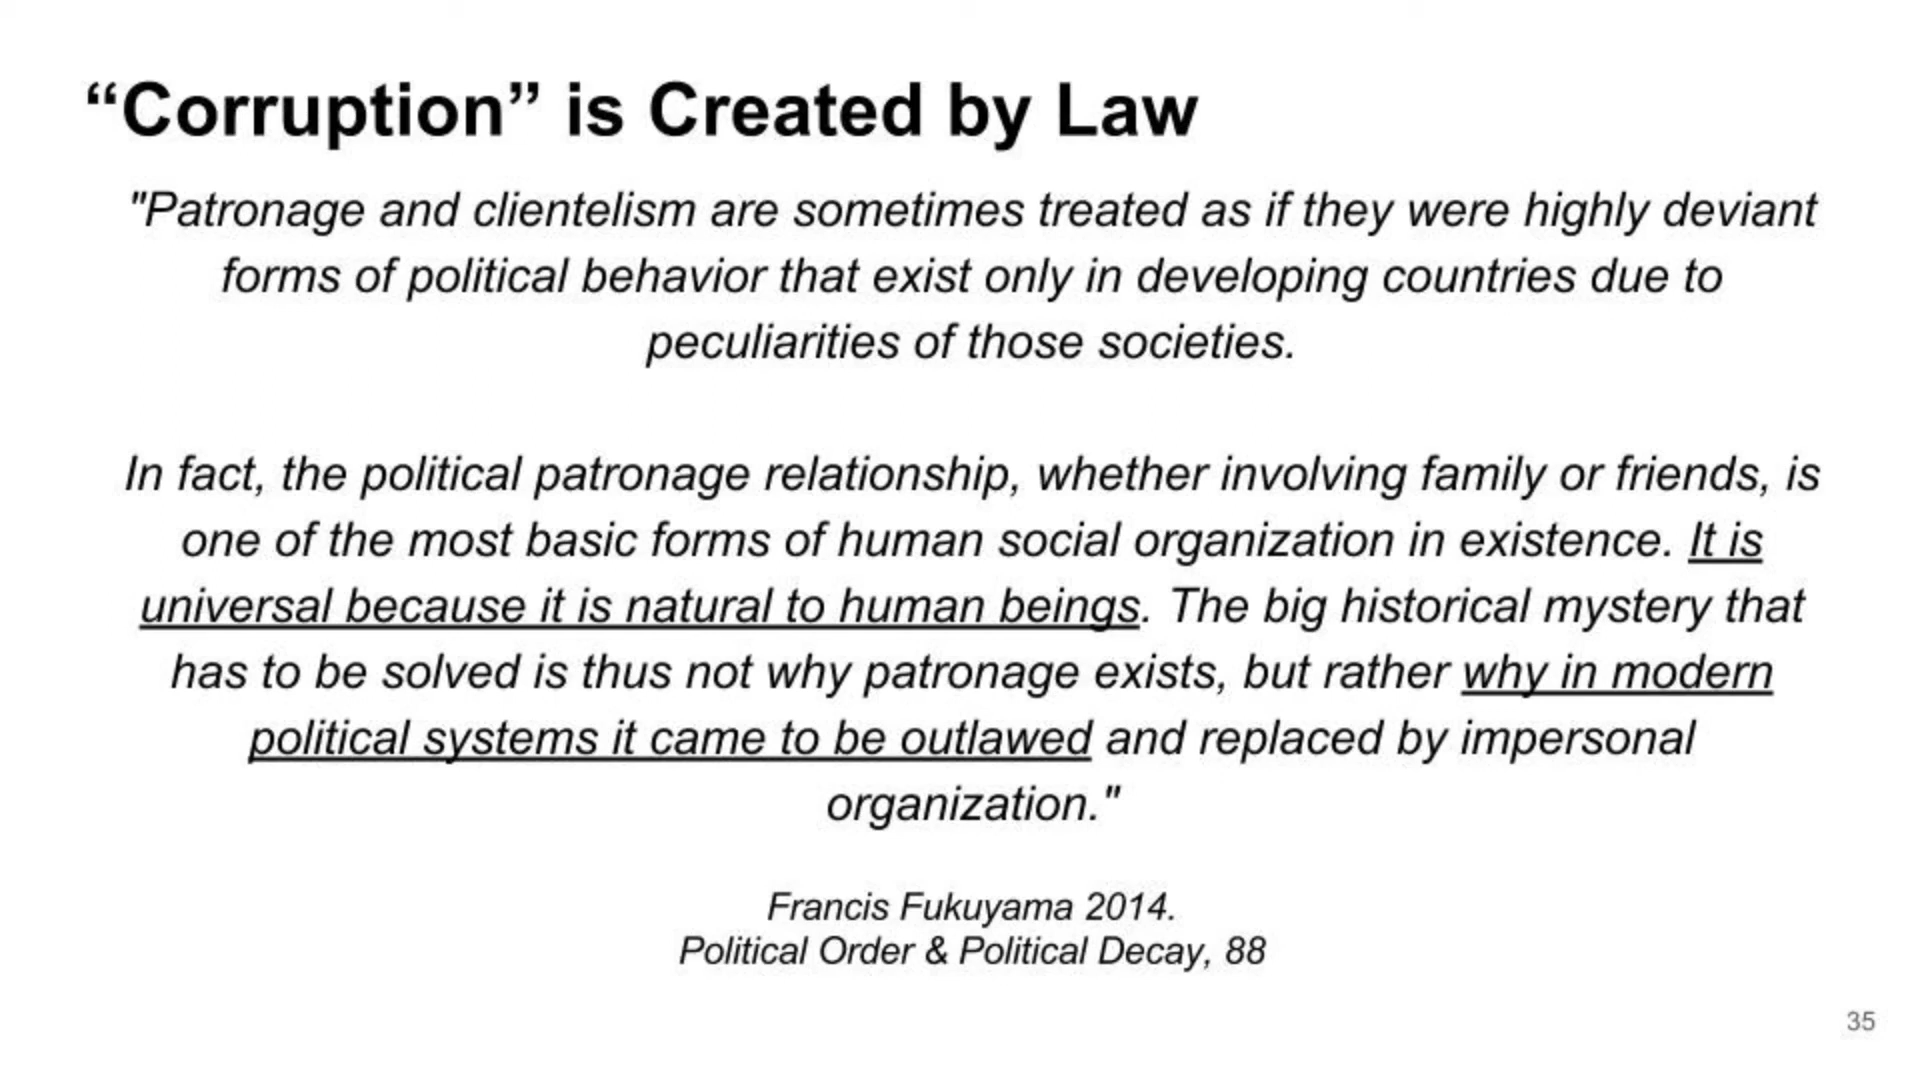 “Corruption” is Created by Law
"Patronage and clientelism are sometimes treated as if they were highly deviant
forms of political behavior that exist only in developing countries due to
peculiarities of those societies.
In fact, the political patronage relationship, whether involving family or friends, is
one of the most basic forms of human social organization in existence. It is
universal because it is natural to human beings. The big historical mystery that
has to be solved is thus not why patronage exists, but rather why in modern
political systems it came to be outlawed and replaced by impersonal
organization."
Francis Fukuyama 2014.
Political Order & Political Decay, 88
35